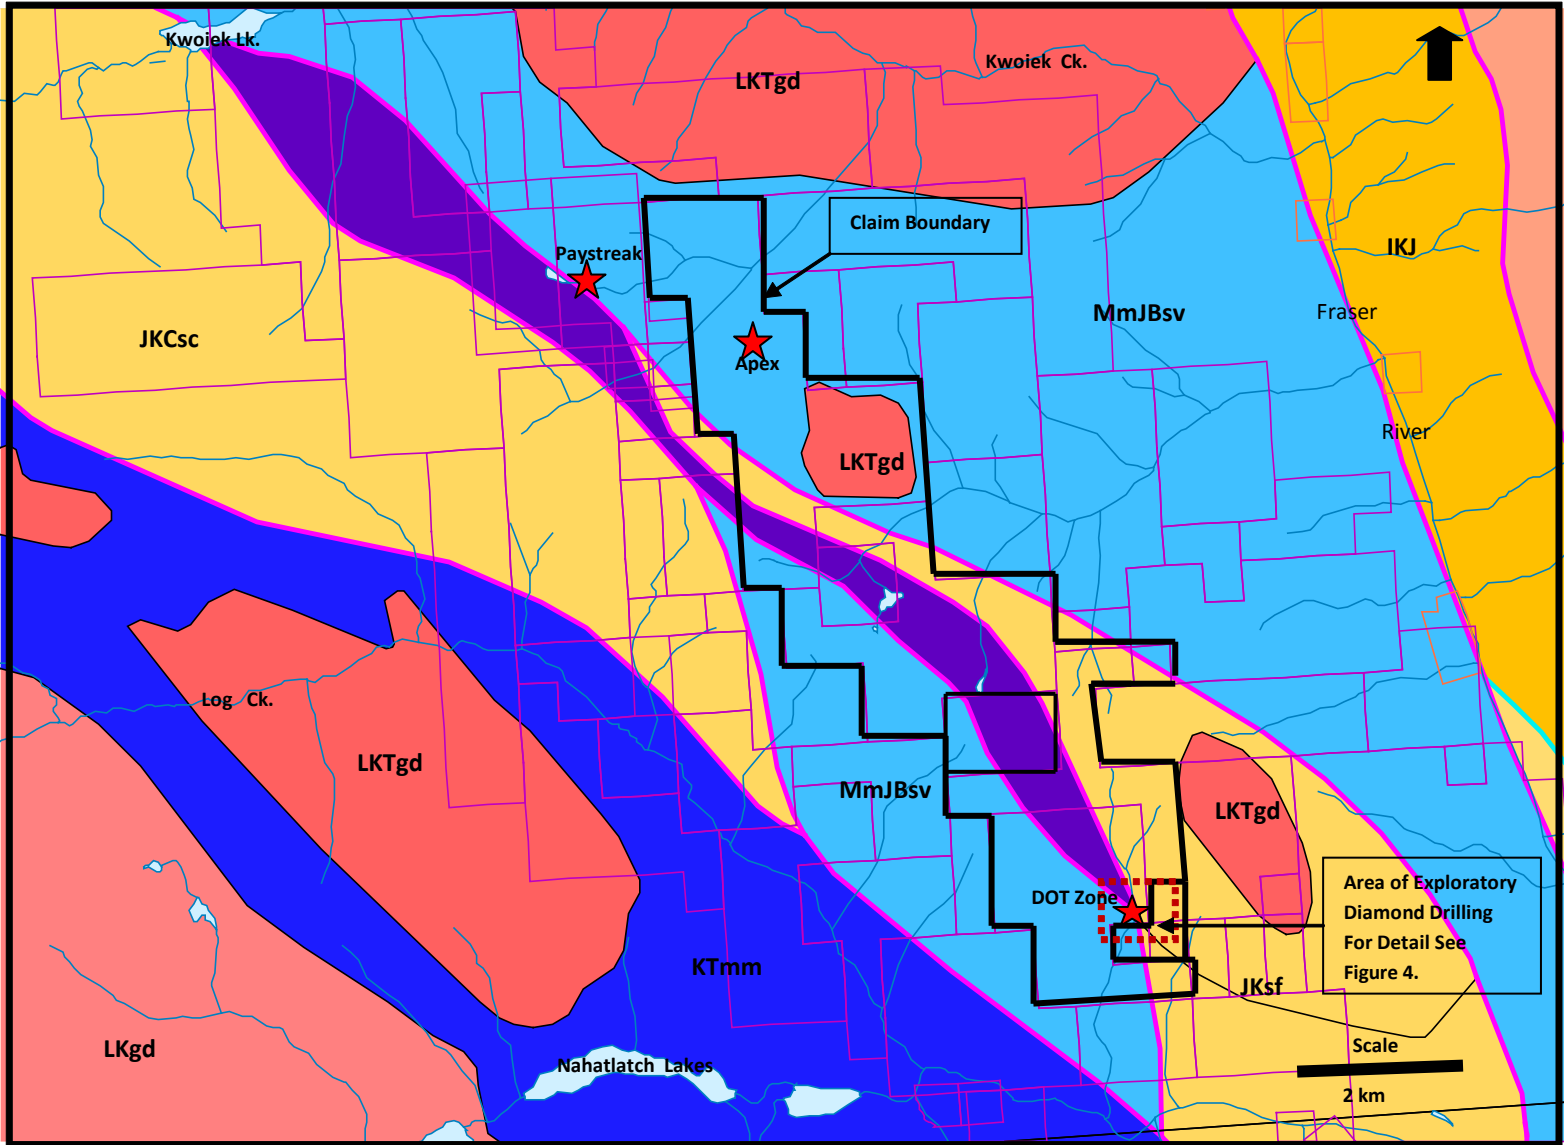 Kwoiek Lk.
Kwoiek Ck.
LKTgd
Claim Boundary
IKJ
Paystreak
MmJBsv
Fraser
JKCsc
Apex
River
LKTgd
Log Ck.
LKTgd
MmJBsv
LKTgd
Area of Exploratory
Diamond Drilling
For Detail See
Figure 4.
DOT Zone
KTmm
JKsf
LKgd
Scale
Nahatlatch Lakes
2 km